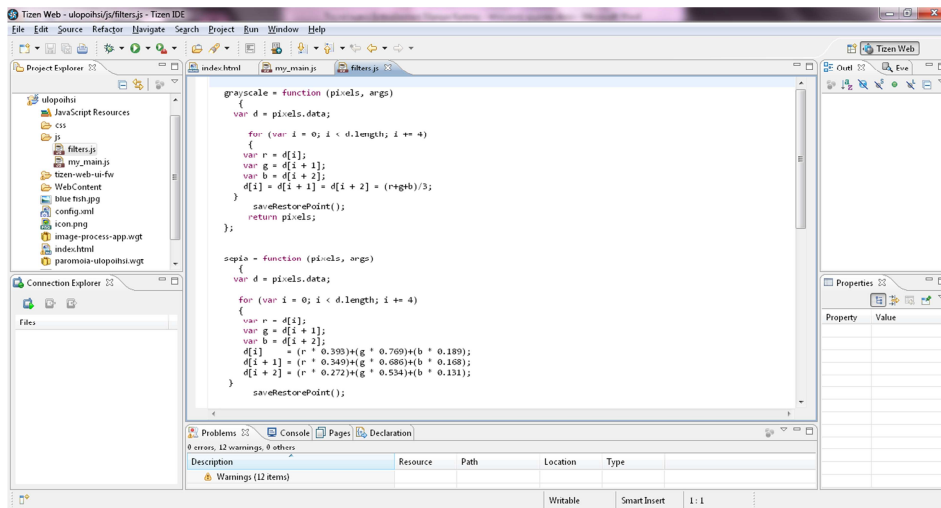 Tizen Web - ulopoihsi/js/filters.js - Tizen IDE
File Edit Source Refactor Navigate Search Project Run Window Help
Tizen Web
Project Explorer
ulopoihsi
JavaScript Resources
css
js
filters.js
my_main.js
tizen-web-ui-fw
WebContent
blue fish.jpg
config.xml
icon.png
image-process-app.wgt
index.html
paromoia-ulopoihsi.wgt
Connection Explorer
Files
index.html my_main.js filters.js
grayscale = function (pixels, args)
{
var d = pixels.data;
for (var i = 0; i < d.length; i += 4)
{
var r = d[i];
var g = d[i + 1];
var b = d[i + 2];
d[i] = d[i + 1] = d[i + 2] = (r+g+b)/3;
}
saveRestorePoint();
return pixels;
};
sepia = function (pixels, args)
{
var d = pixels.data;
for (var i = 0; i < d.length; i += 4)
{
var r = d[i];
var g = d[i + 1];
var b = d[i + 2];
d[i] = (r * 0.393)+(g * 0.769)+(b * 0.189);
d[i + 1] = (r * 0.349)+(g * 0.686)+(b * 0.168);
d[i + 2] = (r * 0.272)+(g * 0.534)+(b * 0.131);
}
saveRestorePoint();
Problems Console Pages Declaration
0 errors, 12 warnings, 0 others
Description Resource Path Location Type
Warnings (12 items)
Outl Eve
Properties
Property Value
Writable Smart Insert 1 : 1